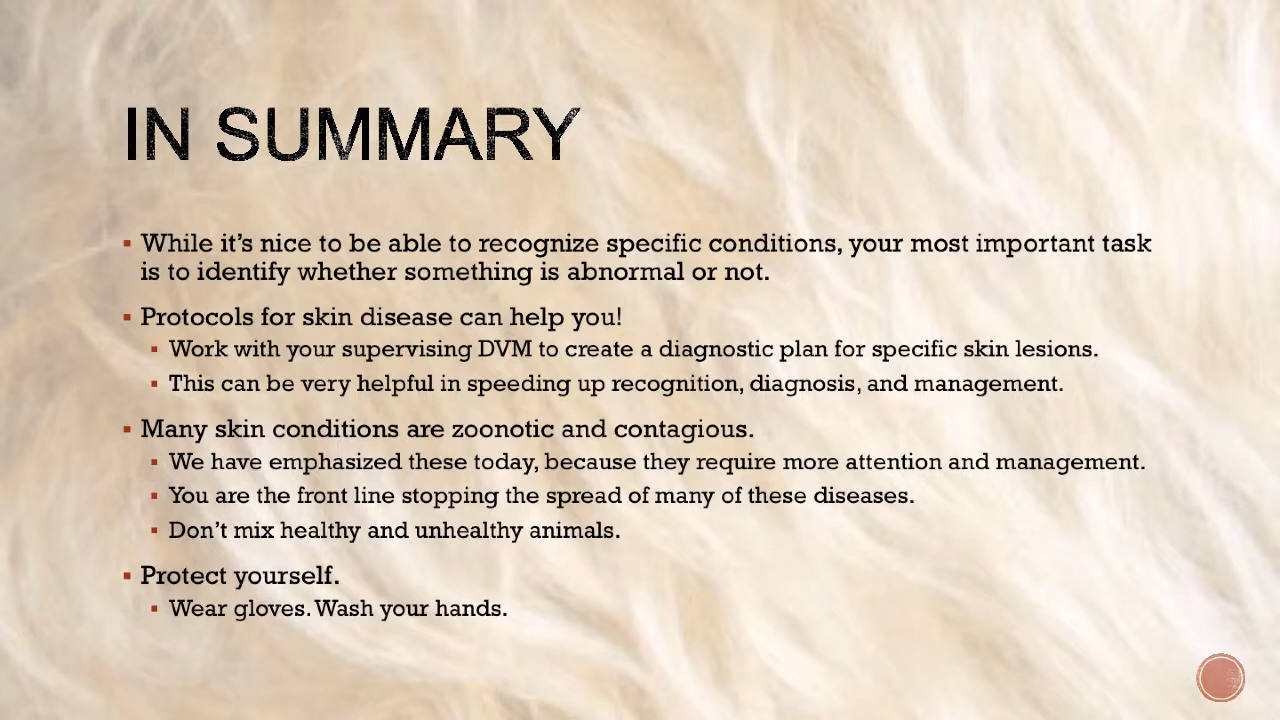 IN SUMMARY
▪ While it’s nice to be able to recognize specific conditions, your most important task
is to identify whether something is abnormal or not.
▪ Protocols for skin disease can help you!
▪ Work with your supervising DVM to create a diagnostic plan for specific skin lesions.
▪ This can be very helpful in speeding up recognition, diagnosis, and management.
▪ Many skin conditions are zoonotic and contagious.
▪ We have emphasized these today, because they require more attention and management.
▪ You are the front line stopping the spread of many of these diseases.
▪ Don’t mix healthy and unhealthy animals.
▪ Protect yourself.
▪ Wear gloves. Wash your hands.